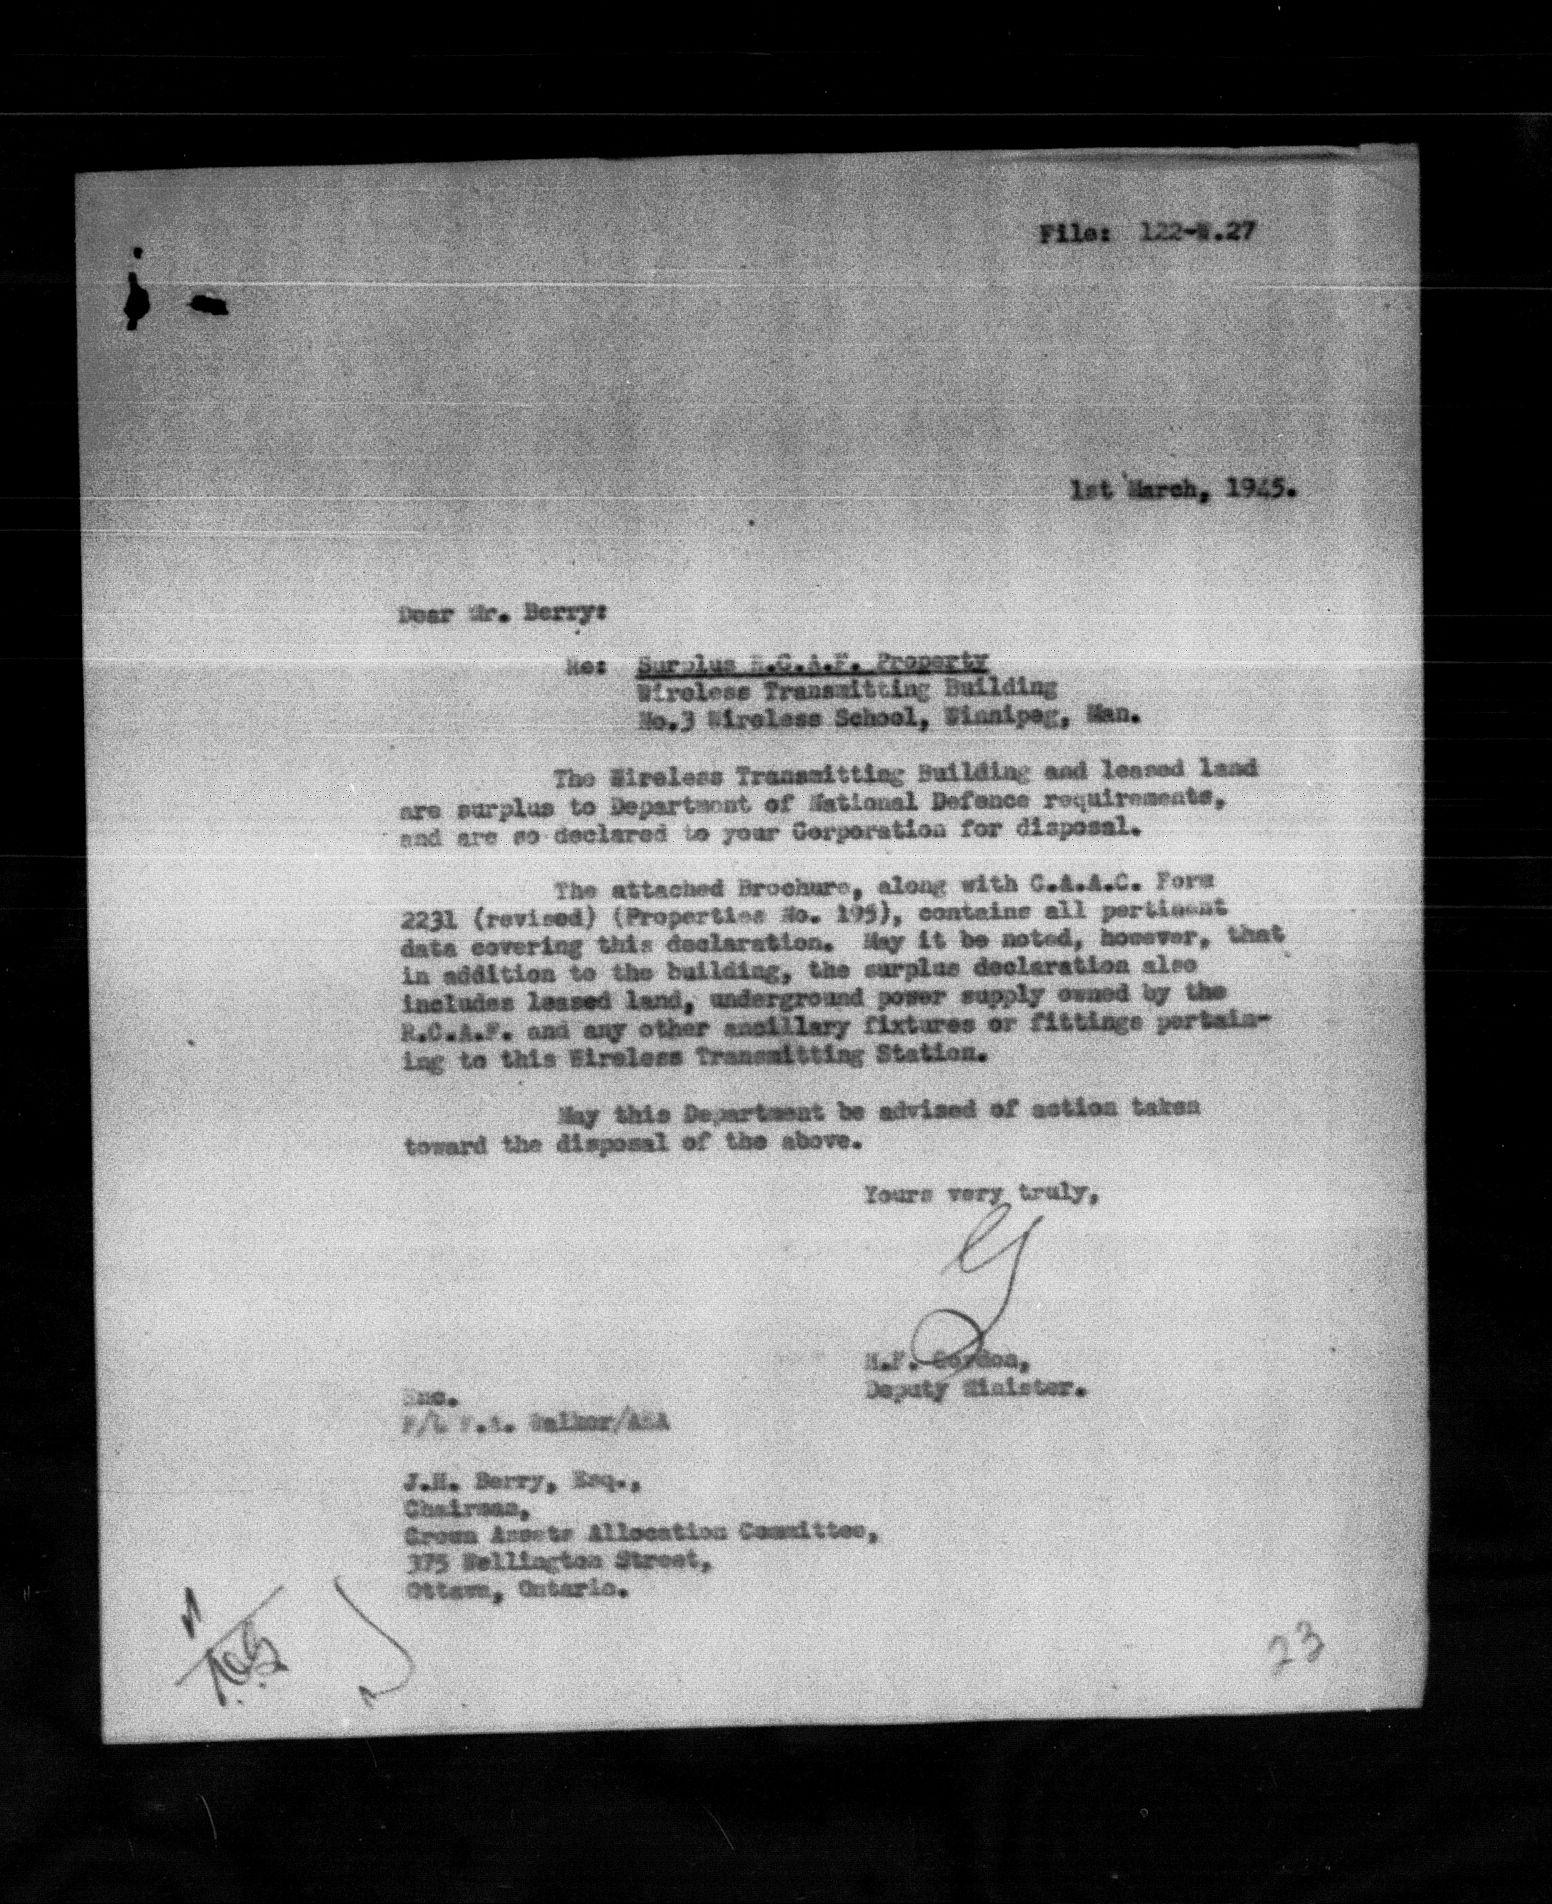 File: 122-W.27
1st March, 1945.
Dear Mr. Berry:
Re: Surplus R.C.A.F. Property
Wireless Transmitting Building
No.3 Wireless School, Winnipeg, Man.
The Wireless Transmitting Building and leased land
are surplus to Department of National Defence requirements,
and are so declared to your Corporation for disposal.
The attached Brochure, along with C.A.A.C. Form
2231 (revised) (Properties No. 195), contains all pertinent
data covering this declaration. May it be noted, however, that
in addition to the building, the surplus declaration also
includes leased land, underground power supply owned by the
R.C.A.F. and any other ancillary fixtures or fittings pertain-
ing to this Wireless Transmitting Station.
May this Department be advised of action taken
toward the disposal of the above.
Yours very truly,
H.F. Gordon,
Deputy Minister.
Enc.
F/L F.A. Walker/
J.H. Berry, Esq.,
Chairman,
Crown Assets Allocation Committee,
375 Wellington Street,
Ottawa, Ontario.
23